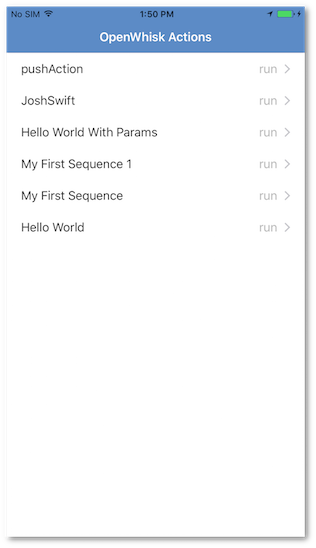 No SIM 1:50 PM
OpenWhisk Actions
pushAction run
JoshSwift run
Hello World With Params run
My First Sequence 1 run
My First Sequence run
Hello World run